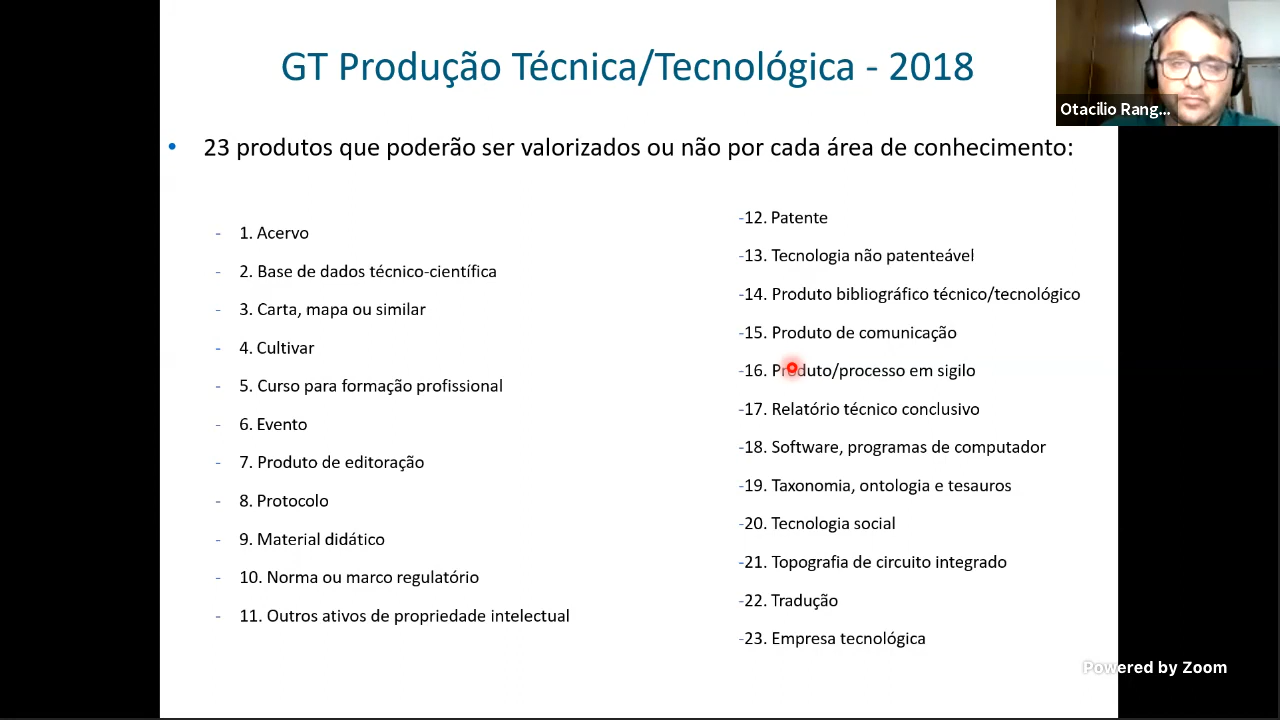 GT Produção Técnica/Tecnológica - 2018
Otacilio Rang...
• 23 produtos que poderão ser valorizados ou não por cada área de conhecimento:
- 1. Acervo
- 2. Base de dados técnico-científica
- 3. Carta, mapa ou similar
- 4. Cultivar
- 5. Curso para formação profissional
- 6. Evento
- 7. Produto de editoração
- 8. Protocolo
- 9. Material didático
- 10. Norma ou marco regulatório
- 11. Outros ativos de propriedade intelectual
-12. Patente
-13. Tecnologia não patenteável
-14. Produto bibliográfico técnico/tecnológico
-15. Produto de comunicação
-16. Produto/processo em sigilo
-17. Relatório técnico conclusivo
-18. Software, programas de computador
-19. Taxonomia, ontologia e tesauros
-20. Tecnologia social
-21. Topografia de circuito integrado
-22. Tradução
-23. Empresa tecnológica
Powered by Zoom